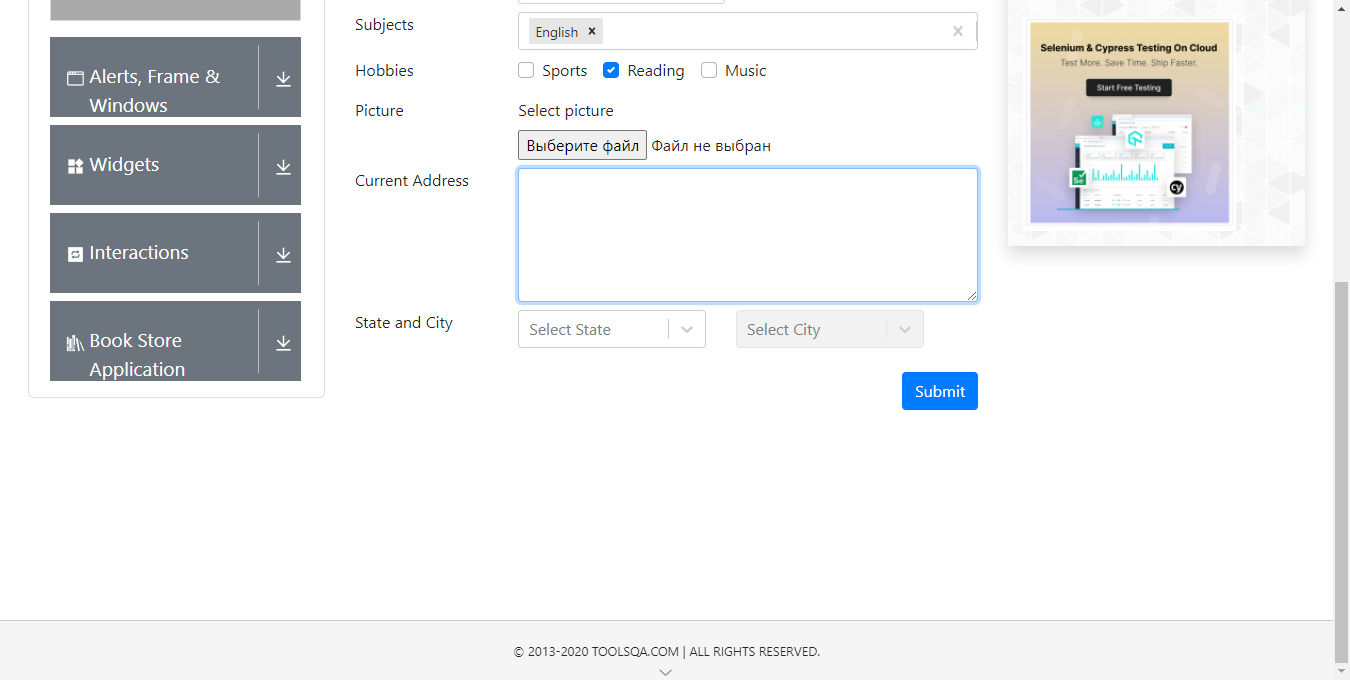 Subjects
English ×
×
Hobbies
Sports
Reading
Music
Picture
Select picture
Выберите файл Файл не выбран
Current Address
State and City
Select State
Select City
Submit
Alerts, Frame &
Windows
Widgets
Interactions
Book Store
Application
Selenium & Cypress Testing On Cloud
Test More. Save Time. Ship Faster.
Start Free Testing
Se
cy
© 2013-2020 TOOLSQA.COM | ALL RIGHTS RESERVED.